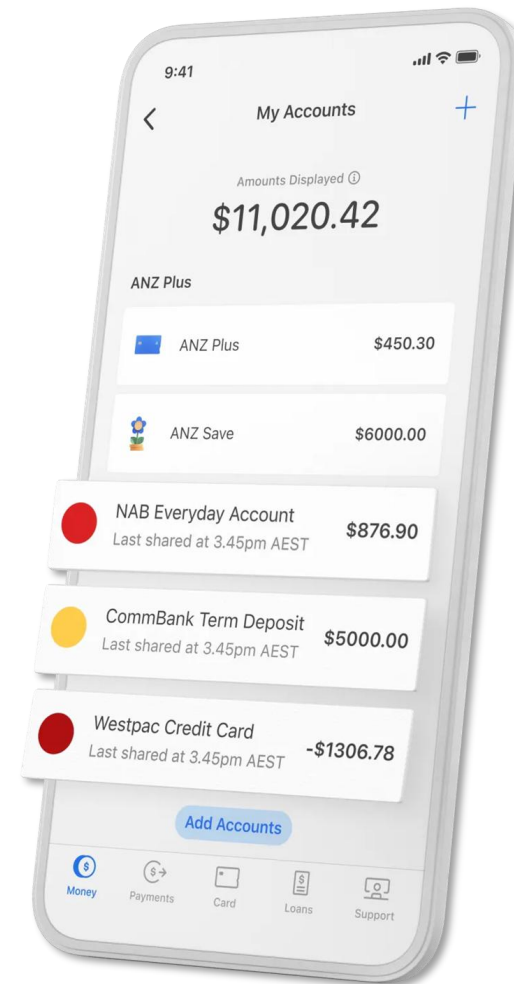 9:41
My Accounts
Amounts Displayed
$11,020.42
ANZ Plus
ANZ Plus $450.30
ANZ Save $6000.00
NAB Everyday Account
$876.90
Last shared at 3.45pm AEST
CommBank Term Deposit
$5000.00
Last shared at 3.45pm AEST
Westpac Credit Card
-$1306.78
Last shared at 3.45pm AEST
Add Accounts
Money Payments Card Loans Support